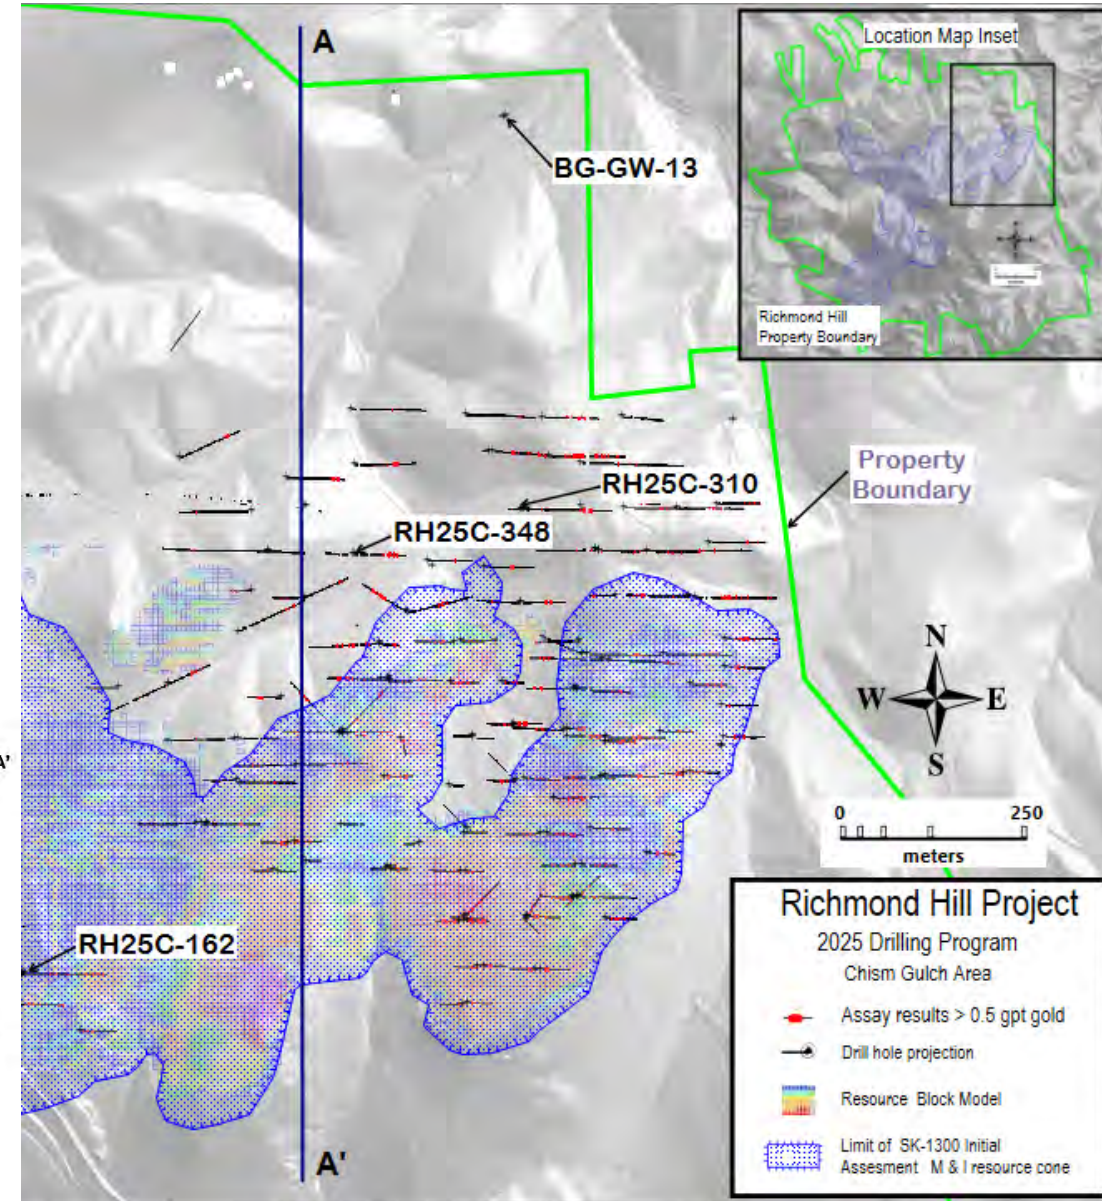 A
Location Map Inset
BG-GW-13
Richmond Hill
Property Boundary
Property
Boundary
RH25C-310
RH25C-348
N
W
E
S
A'
0
250
meters
RH25C-162
Richmond Hill Project
2025 Drilling Program
Chism Gulch Area
Assay results > 0.5 gpt gold
Drill hole projection
Resource Block Model
Limit of SK-1300 Initial
Assesment M & I resource cone
A'